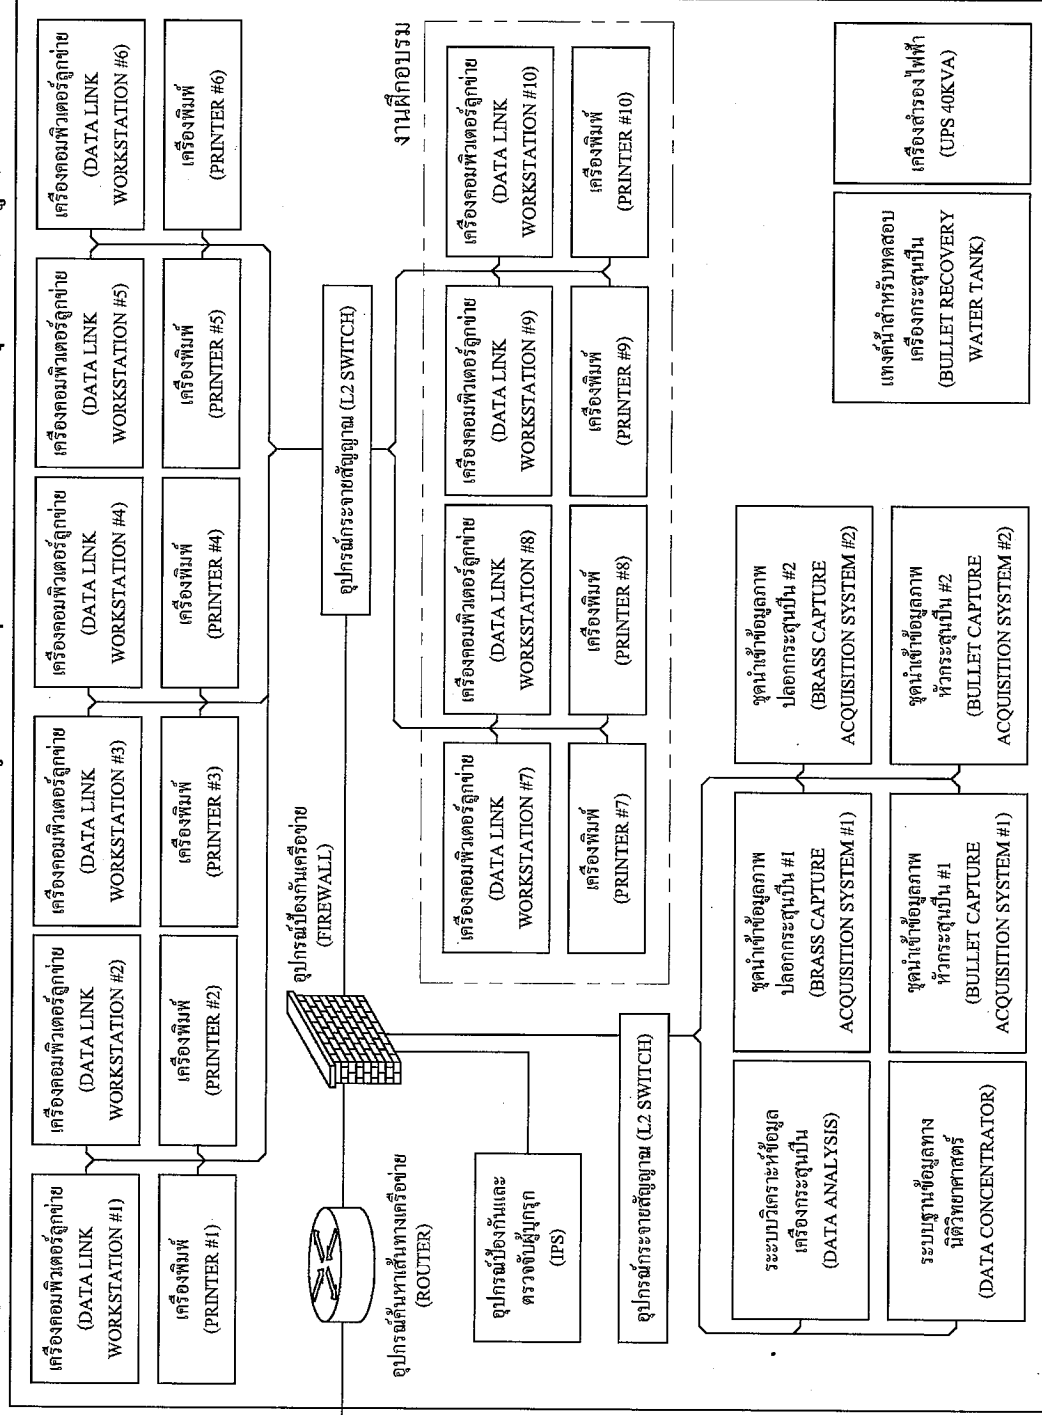 เครื่องคอมพิวเตอร์ลูกข่าย
(DATA LINK
WORKSTATION #1)
เครื่องคอมพิวเตอร์ลูกข่าย
(DATA LINK
WORKSTATION #2)
เครื่องคอมพิวเตอร์ลูกข่าย
(DATA LINK
WORKSTATION #3)
เครื่องคอมพิวเตอร์ลูกข่าย
(DATA LINK
WORKSTATION #4)
เครื่องคอมพิวเตอร์ลูกข่าย
(DATA LINK
WORKSTATION #5)
เครื่องคอมพิวเตอร์ลูกข่าย
(DATA LINK
WORKSTATION #6)
เครื่องพิมพ์
(PRINTER #1)
เครื่องพิมพ์
(PRINTER #2)
เครื่องพิมพ์
(PRINTER #3)
เครื่องพิมพ์
(PRINTER #4)
เครื่องพิมพ์
(PRINTER #5)
เครื่องพิมพ์
(PRINTER #6)
อุปกรณ์ป้องกันเครือข่าย
(FIREWALL)
อุปกรณ์กระจายสัญญาณ (L2 SWITCH)
อุปกรณ์ค้นหาเส้นทางเครือข่าย
(ROUTER)
งานฝึกอบรม
เครื่องคอมพิวเตอร์ลูกข่าย
(DATA LINK
WORKSTATION #7)
เครื่องคอมพิวเตอร์ลูกข่าย
(DATA LINK
WORKSTATION #8)
เครื่องคอมพิวเตอร์ลูกข่าย
(DATA LINK
WORKSTATION #9)
เครื่องคอมพิวเตอร์ลูกข่าย
(DATA LINK
WORKSTATION #10)
เครื่องพิมพ์
(PRINTER #7)
เครื่องพิมพ์
(PRINTER #8)
เครื่องพิมพ์
(PRINTER #9)
เครื่องพิมพ์
(PRINTER #10)
อุปกรณ์ป้องกันและ
ตรวจจับผู้บุกรุก
(IPS)
อุปกรณ์กระจายสัญญาณ (L2 SWITCH)
ระะบบวิเคราะห์ข้อมูล
เครื่องกระสุนปืน
(DATA ANALYSIS)
ชุดนำเข้าข้อมูลภาพ
ปลอกกระสุนปืน #1
(BRASS CAPTURE
ACQUISITION SYSTEM #1)
ชุดนำเข้าข้อมูลภาพ
ปลอกกระสุนปืน #2
(BRASS CAPTURE
ACQUISITION SYSTEM #2)
ระบบฐานข้อมูลทาง
นิติวิทยาศาสตร์
(DATA CONCENTRATOR)
ชุดนำเข้าข้อมูลภาพ
หัวกระสุนปืน #1
(BULLET CAPTURE
ACQUISITION SYSTEM #1)
ชุดนำเข้าข้อมูลภาพ
หัวกระสุนปืน #2
(BULLET CAPTURE
ACQUISITION SYSTEM #2)
แทงค์น้ำสำหรับทดสอบ
เครื่องกระสุนปืน
(BULLET RECOVERY
WATER TANK)
เครื่องสำรองไฟฟ้า
(UPS 40KVA)